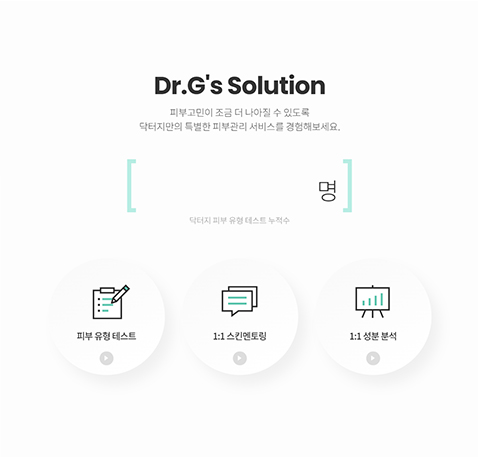 Dr.G's Solution
피부고민이 조금 더 나아질 수 있도록
닥터지만의 특별한 피부관리 서비스를 경험해보세요.
명
닥터지 피부 유형 테스트 누적수
피부 유형 테스트
1:1 스킨멘토링
1:1 성분 분석